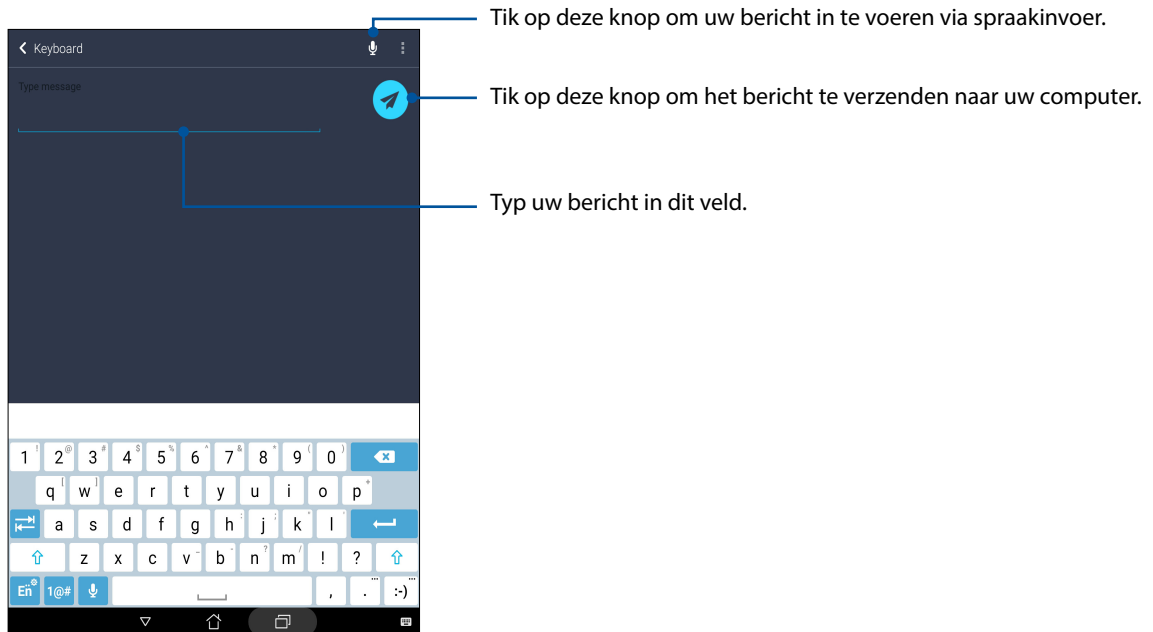 Tik op deze knop om uw bericht in te voeren via spraakinvoer.
Keyboard
Type message
Tik op deze knop om het bericht te verzenden naar uw computer.
Typ uw bericht in dit veld.
1 ! 2 @ 3 # 4 $ 5 % 6 ^ 7 & 8 * 9 ( 0 )
q [ w ] e r t y u i o p +
a s d f g h : j ; k " l '
z x c v - b - n ? m / ! ?
En 1@# , . ... :-) ...